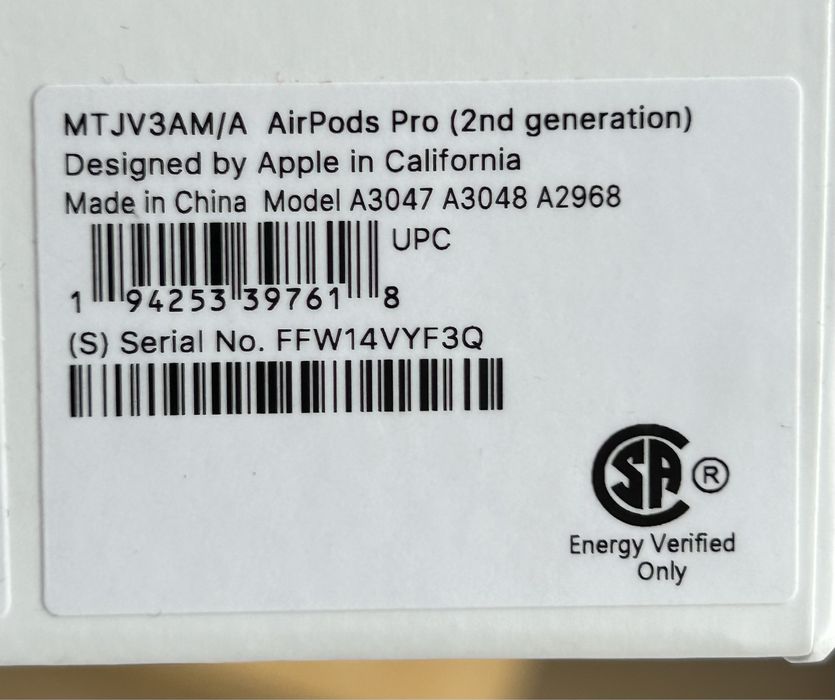 MTJV3AM/A AirPods Pro (2nd generation)
Designed by Apple in California
Made in China Model A3047 A3048 A2968
UPC
1 94253 39761 8
(S) Serial No. FFW14VYF3Q
SA ®
Energy Verified
Only